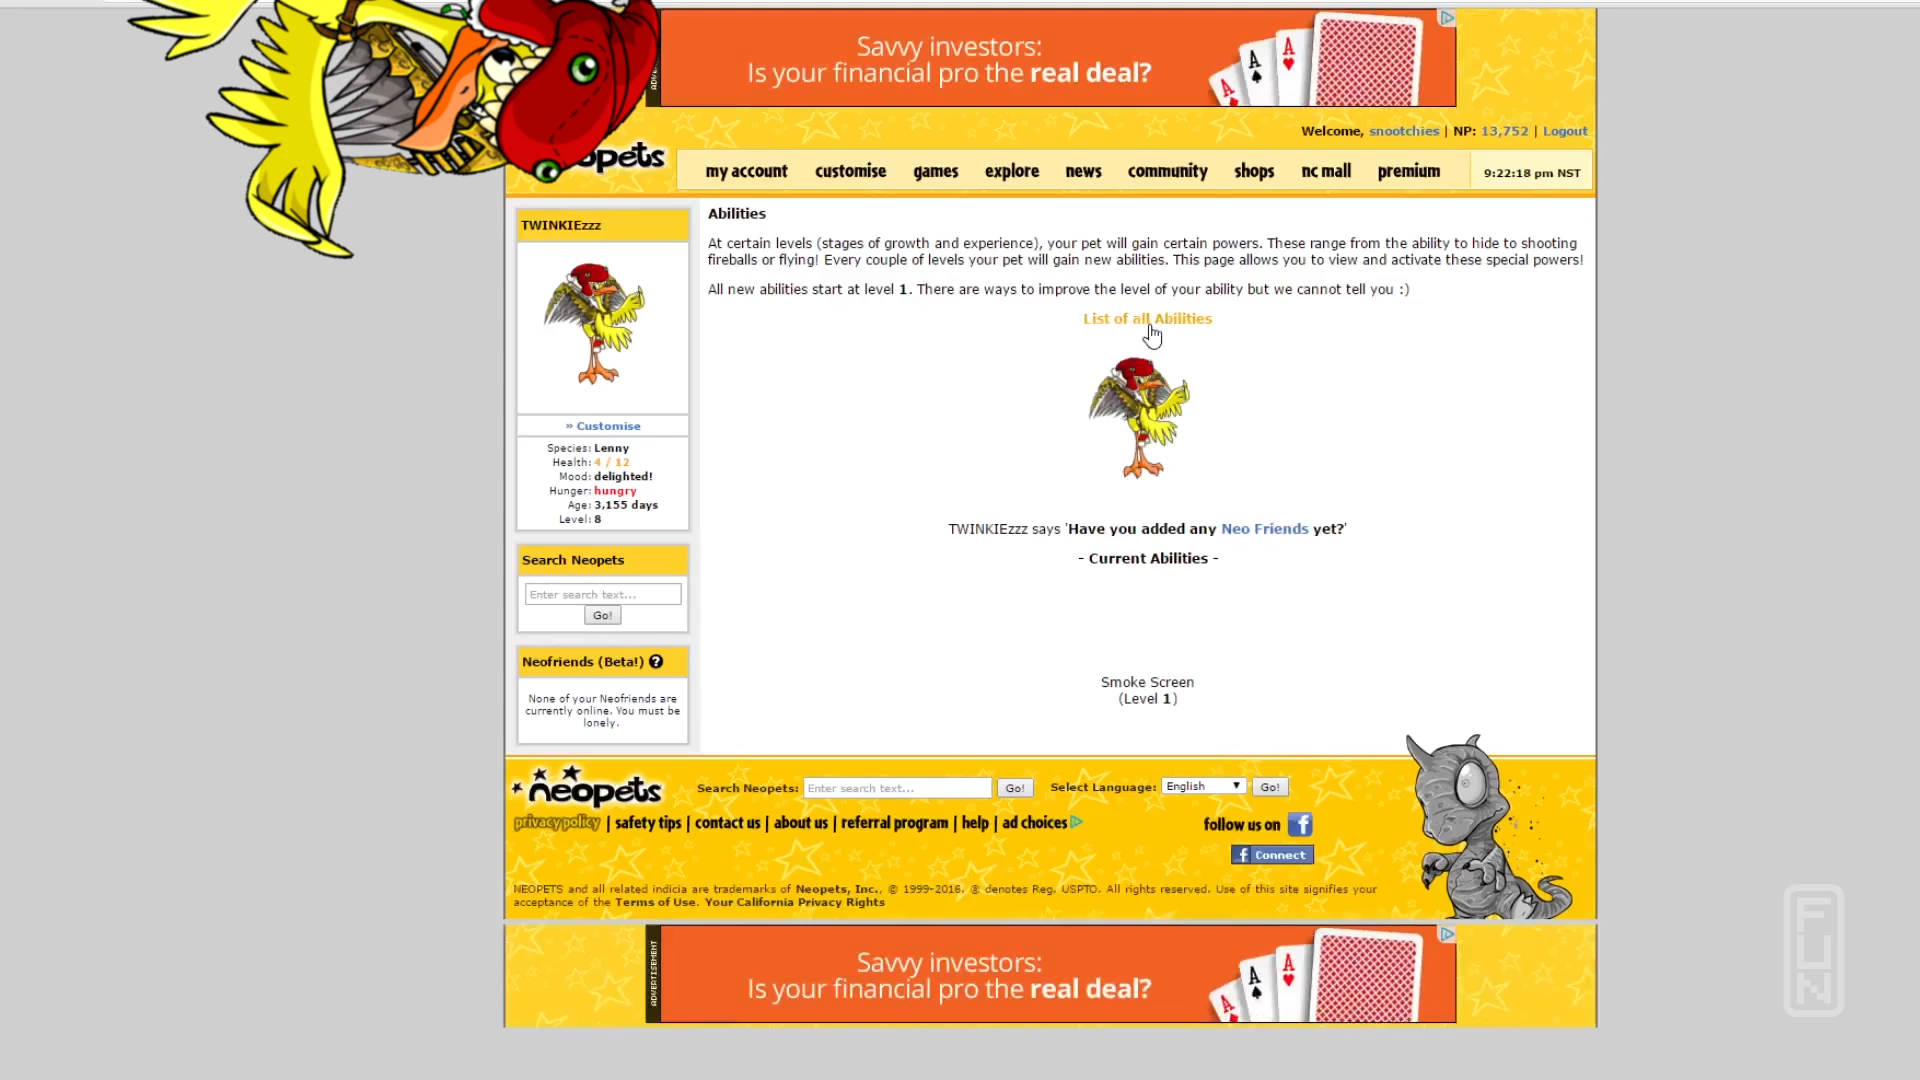 Savvy investors:
Is your financial pro the real deal?
Welcome, snootchies | NP: 13,752 | Logout
my account customise games explore news community shops nc mall premium 9:22:18 pm NST
TWINKIEzzz
» Customise
Species: Lenny
Health: 4 / 12
Mood: delighted!
Hunger: hungry
Age: 3,155 days
Level: 8
Search Neopets
Enter search text...
Go!
Neofriends (Beta!) ?
None of your Neofriends are
currently online. You must be
lonely.
Abilities
At certain levels (stages of growth and experience), your pet will gain certain powers. These range from the ability to hide to shooting
fireballs or flying! Every couple of levels your pet will gain new abilities. This page allows you to view and activate these special powers!
All new abilities start at level 1. There are ways to improve the level of your ability but we cannot tell you :)
List of all Abilities
TWINKIEzzz says 'Have you added any Neo Friends yet?'
- Current Abilities -
Smoke Screen
(Level 1)
neopets
Search Neopets: Enter search text... Go! Select Language: English Go!
privacy policy | safety tips | contact us | about us | referral program | help | ad choices
follow us on f
f Connect
NEOPETS and all related indicia are trademarks of Neopets, Inc., © 1999-2016. ® denotes Reg. USPTO. All rights reserved. Use of this site signifies your
acceptance of the Terms of Use. Your California Privacy Rights
ADVERTISEMENT
Savvy investors:
Is your financial pro the real deal?
FUN